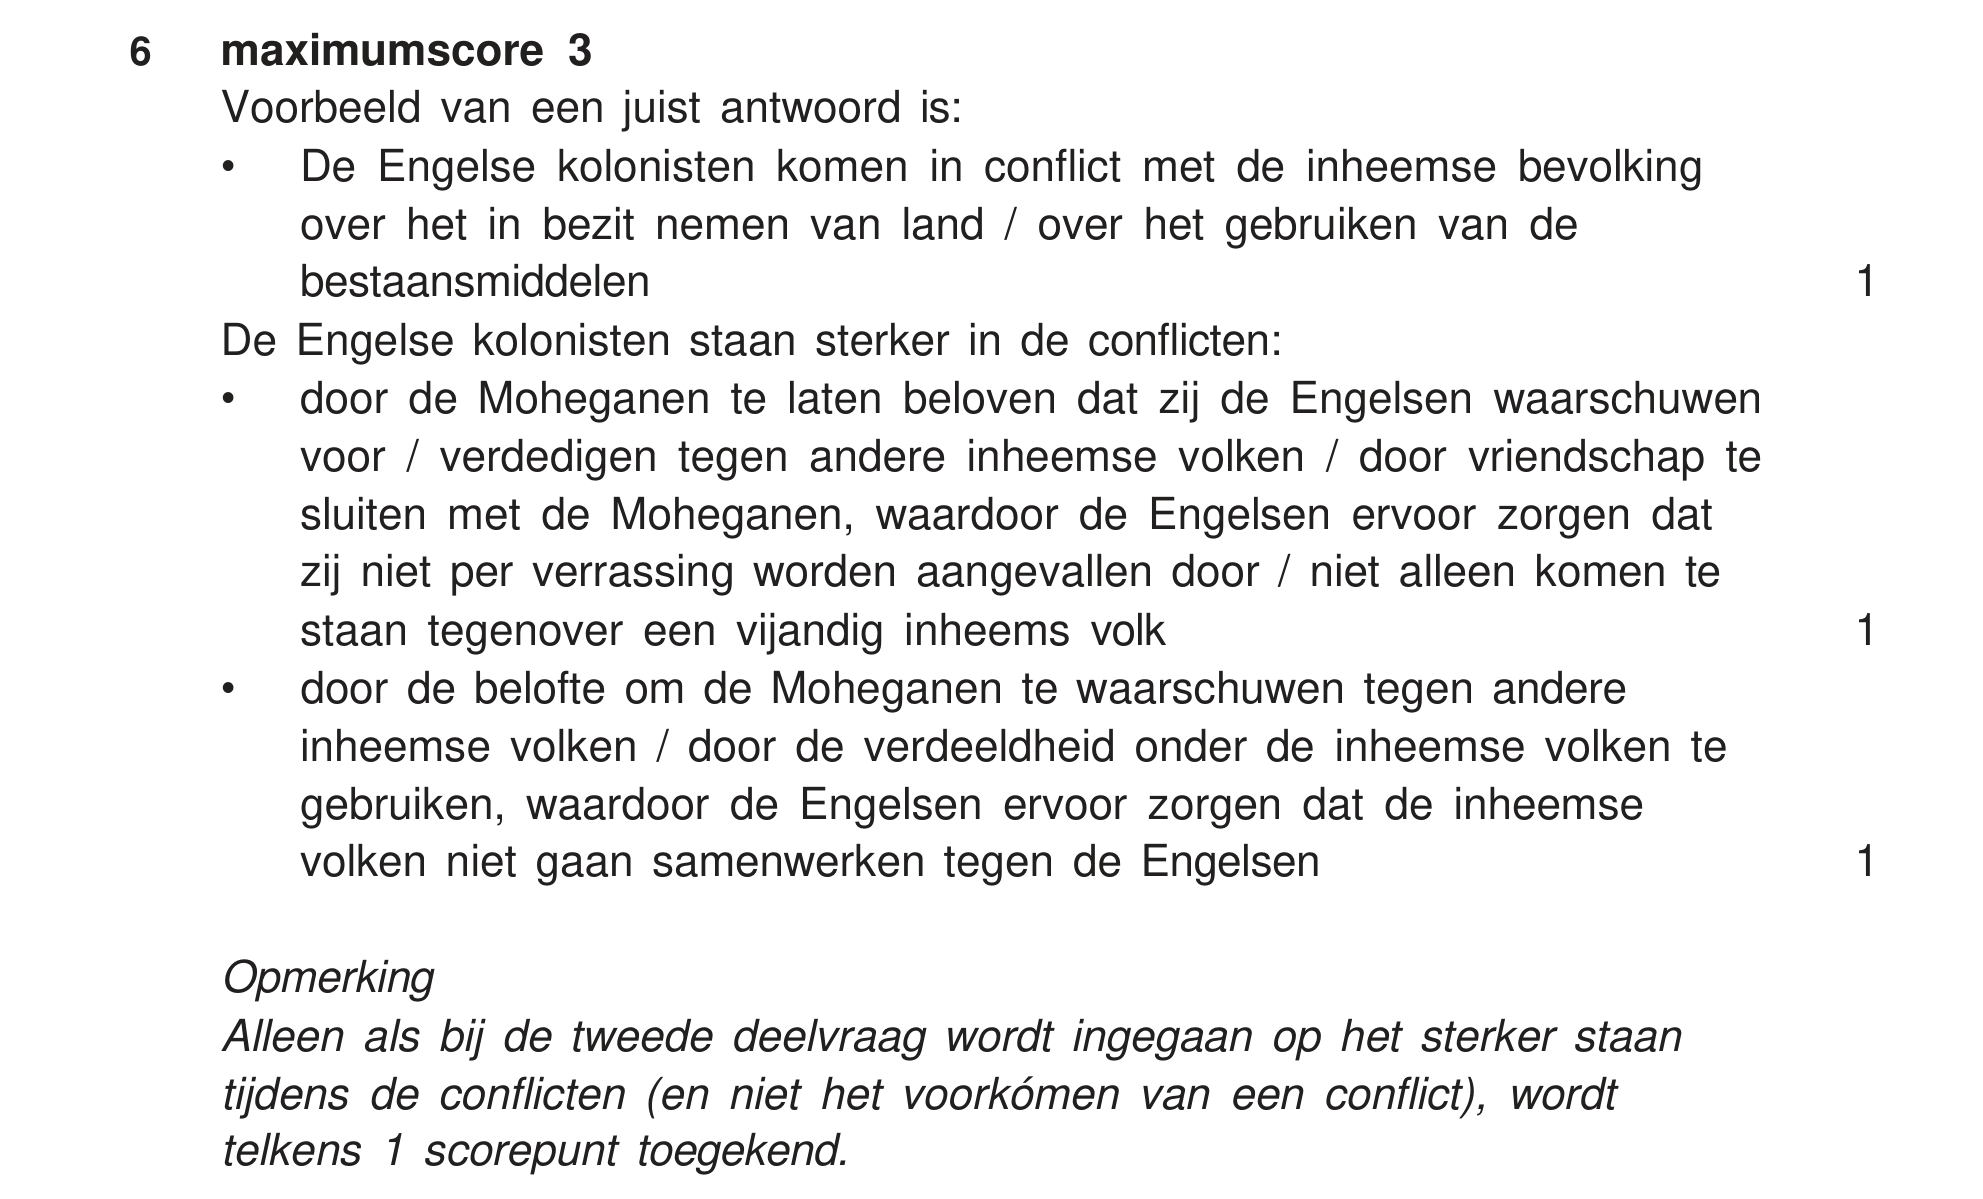 6 maximumscore 3
Voorbeeld van een juist antwoord is:
• De Engelse kolonisten komen in conflict met de inheemse bevolking
over het in bezit nemen van land / over het gebruiken van de
bestaansmiddelen 1
De Engelse kolonisten staan sterker in de conflicten:
• door de Moheganen te laten beloven dat zij de Engelsen waarschuwen
voor / verdedigen tegen andere inheemse volken / door vriendschap te
sluiten met de Moheganen, waardoor de Engelsen ervoor zorgen dat
zij niet per verrassing worden aangevallen door / niet alleen komen te
staan tegenover een vijandig inheems volk 1
• door de belofte om de Moheganen te waarschuwen tegen andere
inheemse volken / door de verdeeldheid onder de inheemse volken te
gebruiken, waardoor de Engelsen ervoor zorgen dat de inheemse
volken niet gaan samenwerken tegen de Engelsen 1
Opmerking
Alleen als bij de tweede deelvraag wordt ingegaan op het sterker staan
tijdens de conflicten (en niet het voorkómen van een conflict), wordt
telkens 1 scorepunt toegekend.